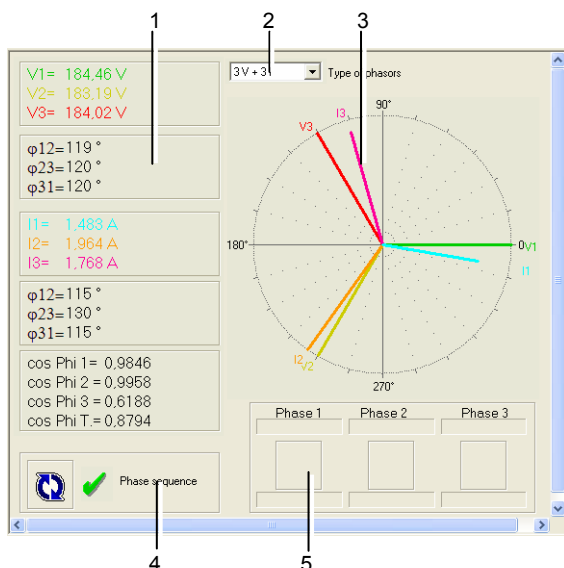 1
2
3
V1= 184,46 V
V2= 183,19 V
V3= 184,02 V
3 V + 3 I
Type of phasors
φ12=119 °
φ23=120 °
φ31=120 °
90°
I3
V3
180°
0
V1
I1
I2
V2
270°
I1= 1,483 A
I2= 1,964 A
I3= 1,768 A
φ12=115 °
φ23=130 °
φ31=115 °
cos Phi 1= 0,9846
cos Phi 2 = 0,9958
cos Phi 3 = 0,6188
cos Phi T.= 0,8794
Phase 1
Phase 2
Phase 3
Phase sequence
4
5